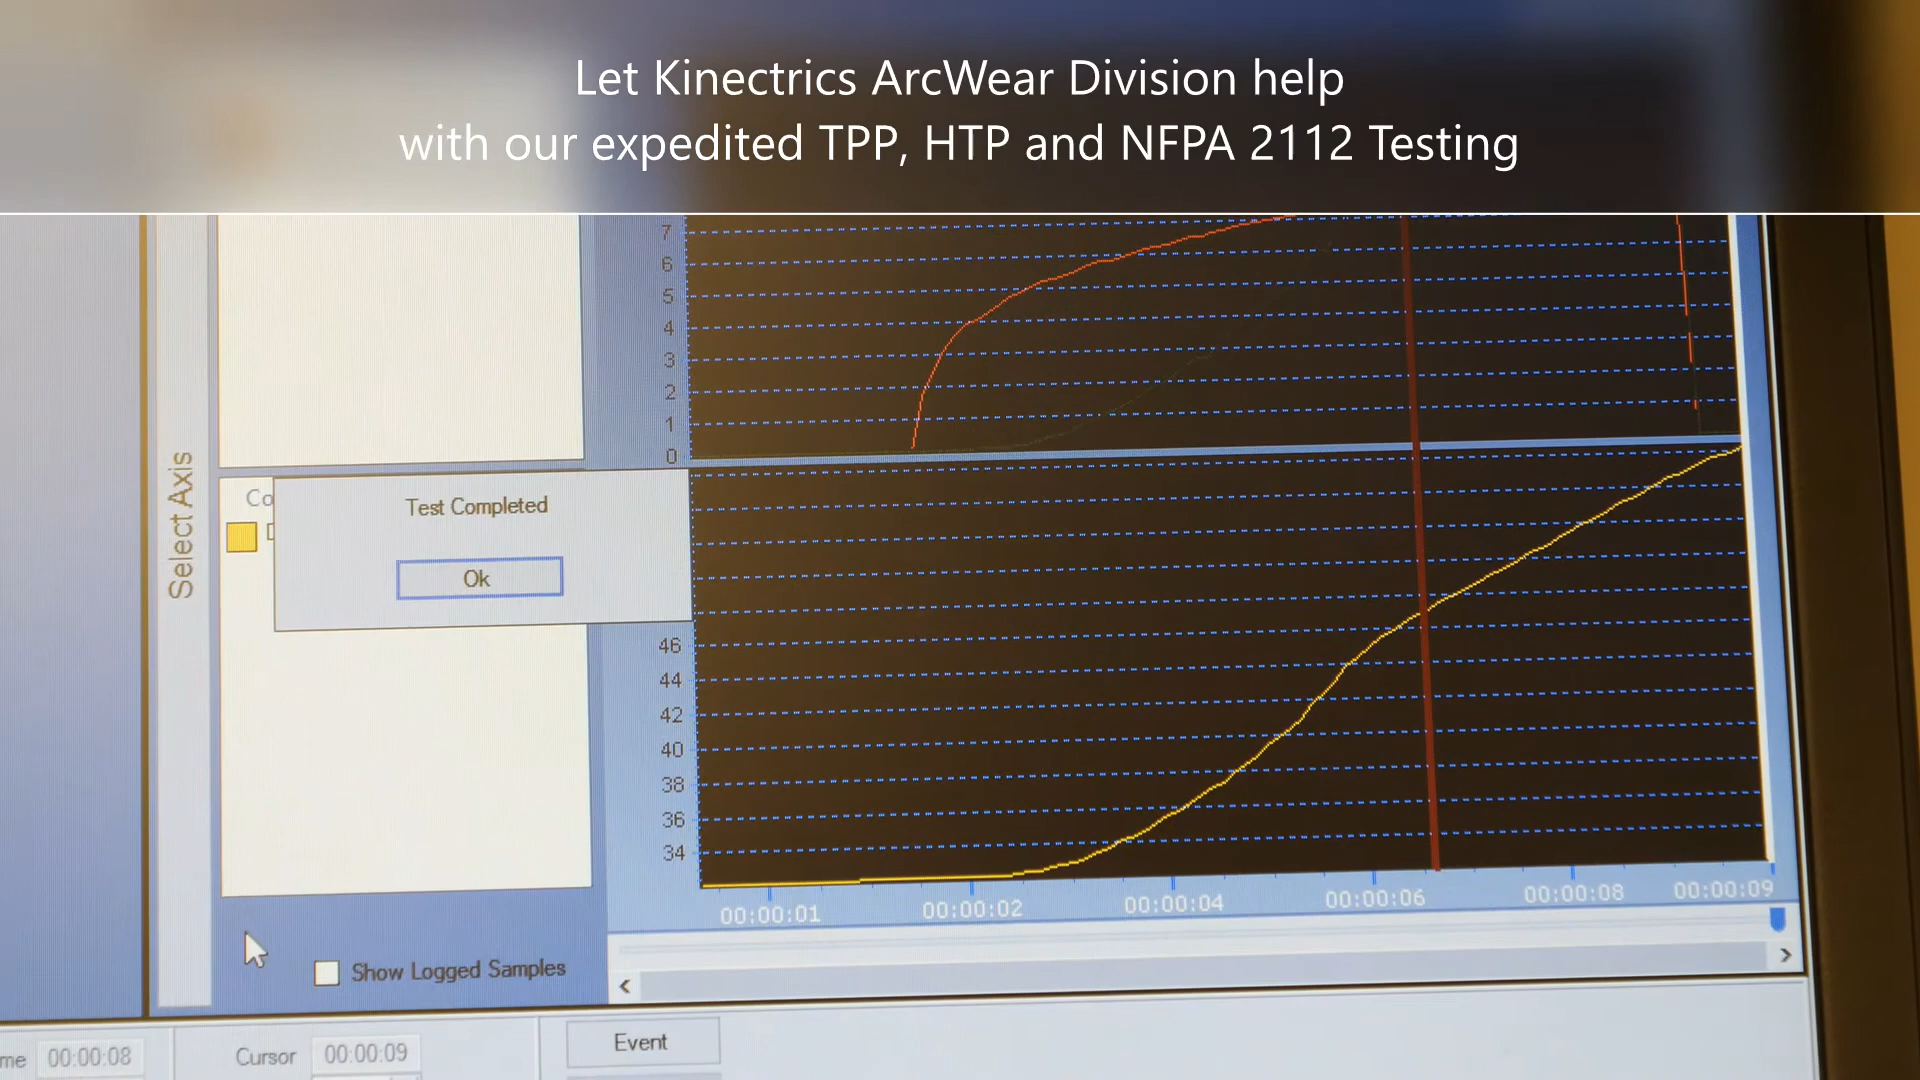 Let Kinectrics ArcWear Division help
with our expedited TPP, HTP and NFPA 2112 Testing
7
6
5
4
3
2
1
0
Select Axis
Co
Test Completed
Ok
46
44
42
40
38
36
34
00:00:01 00:00:02 00:00:04 00:00:06 00:00:08 00:00:09
Show Logged Samples
me 00:00:08 Cursor 00:00:09 Event